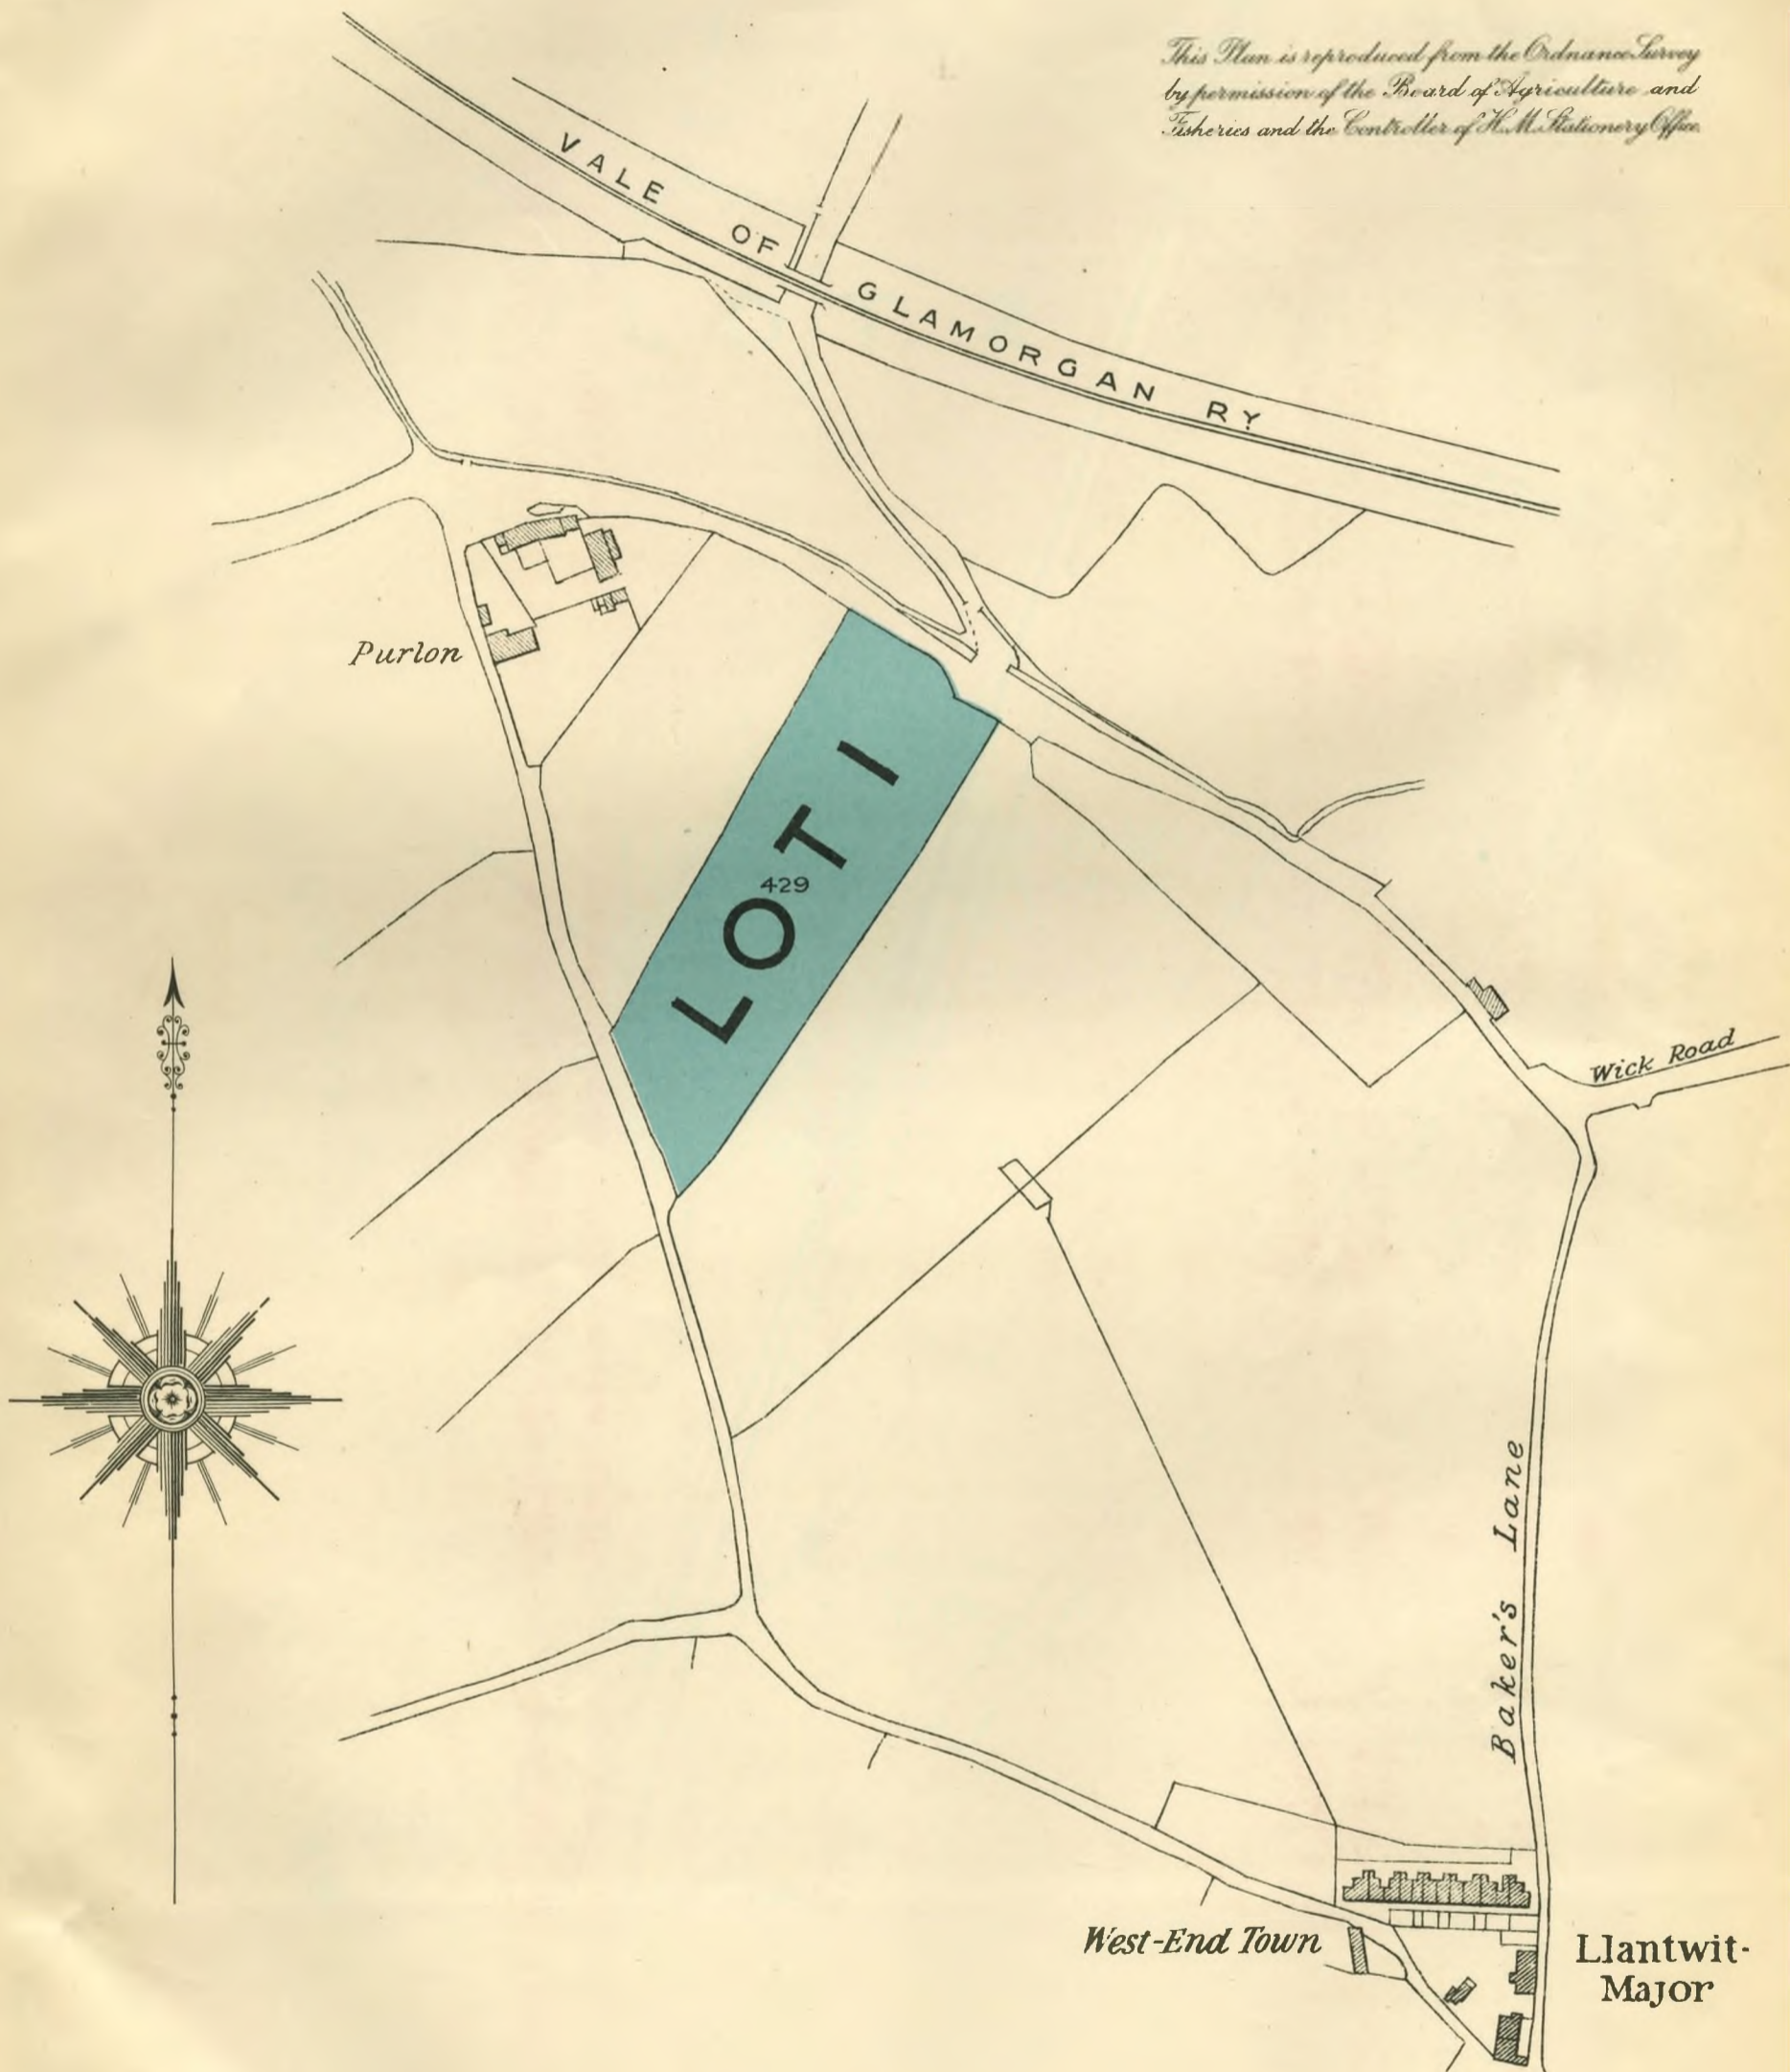 This Plan is reproduced from the Ordnance Survey
by permission of the Board of Agriculture and
Fisheries and the Controller of H.M. Stationery Office.
VALE OF GLAMORGAN RY
Purlon
LOT 1
429
Wick Road
Baker's Lane
West-End Town
Llantwit-
Major